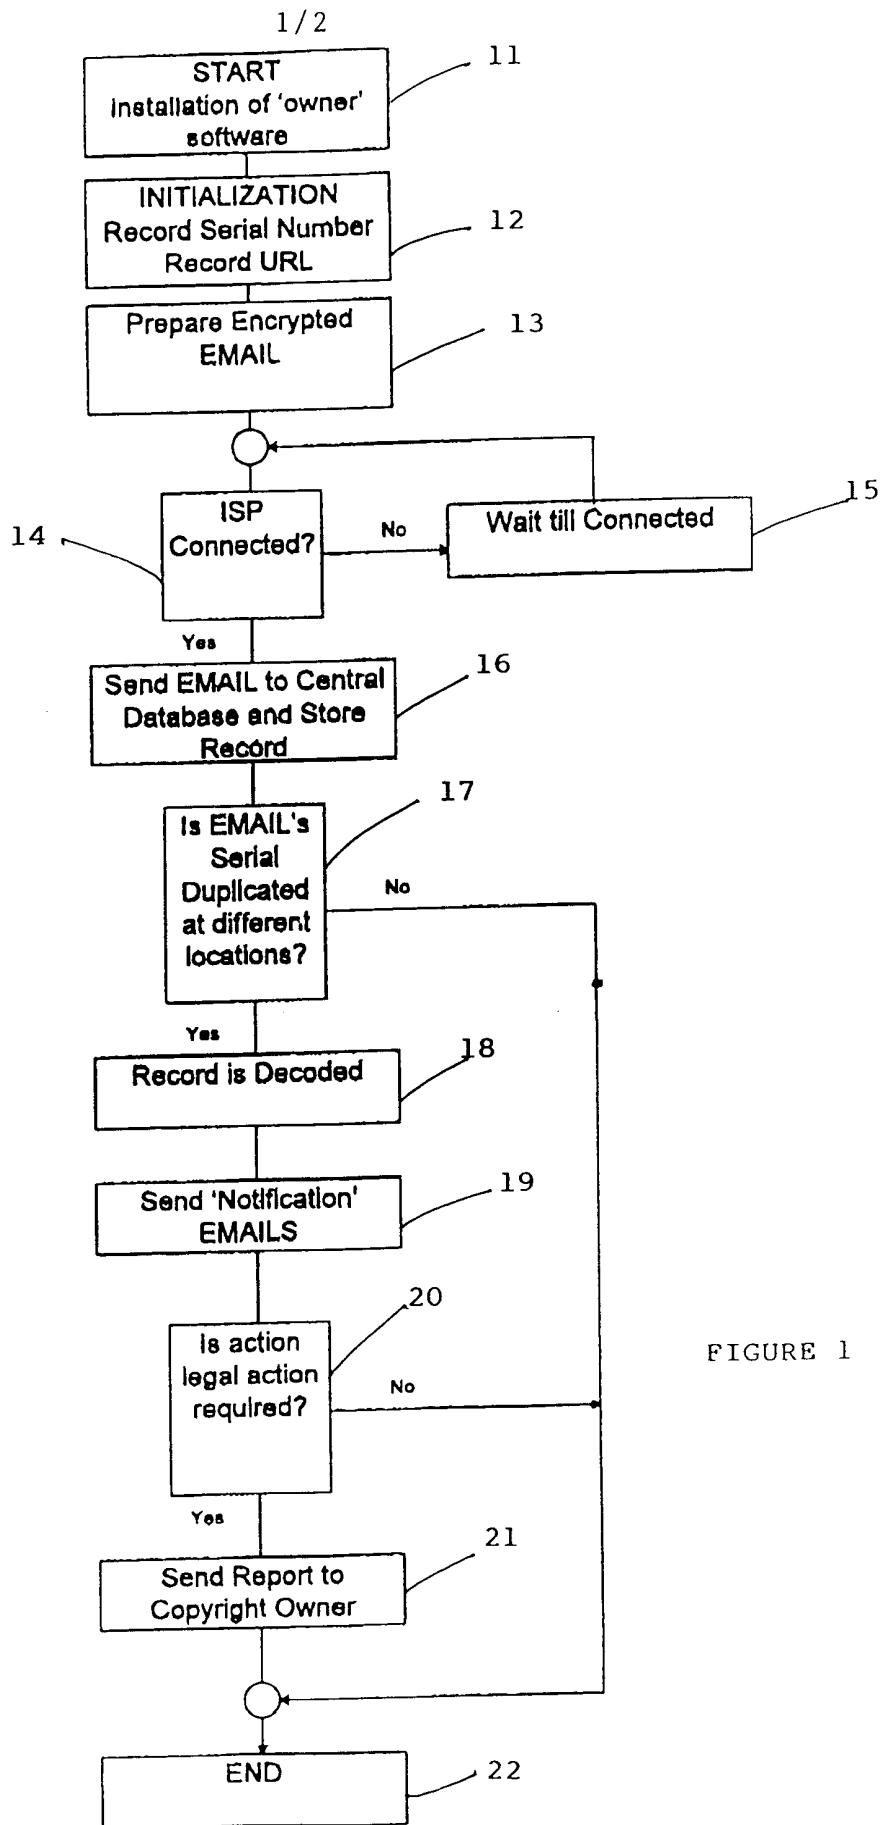 1/2
START
Installation of 'owner'
software
11
INITIALIZATION
Record Serial Number
Record URL
12
Prepare Encrypted
EMAIL
13
ISP
Connected?
14
No
Wait till Connected
15
Yes
Send EMAIL to Central
Database and Store
Record
16
Is EMAIL's
Serial
Duplicated
at different
locations?
17
No
Yes
Record is Decoded
18
Send 'Notification'
EMAILS
19
Is action
legal action
required?
20
No
FIGURE 1
Yes
Send Report to
Copyright Owner
21
END
22